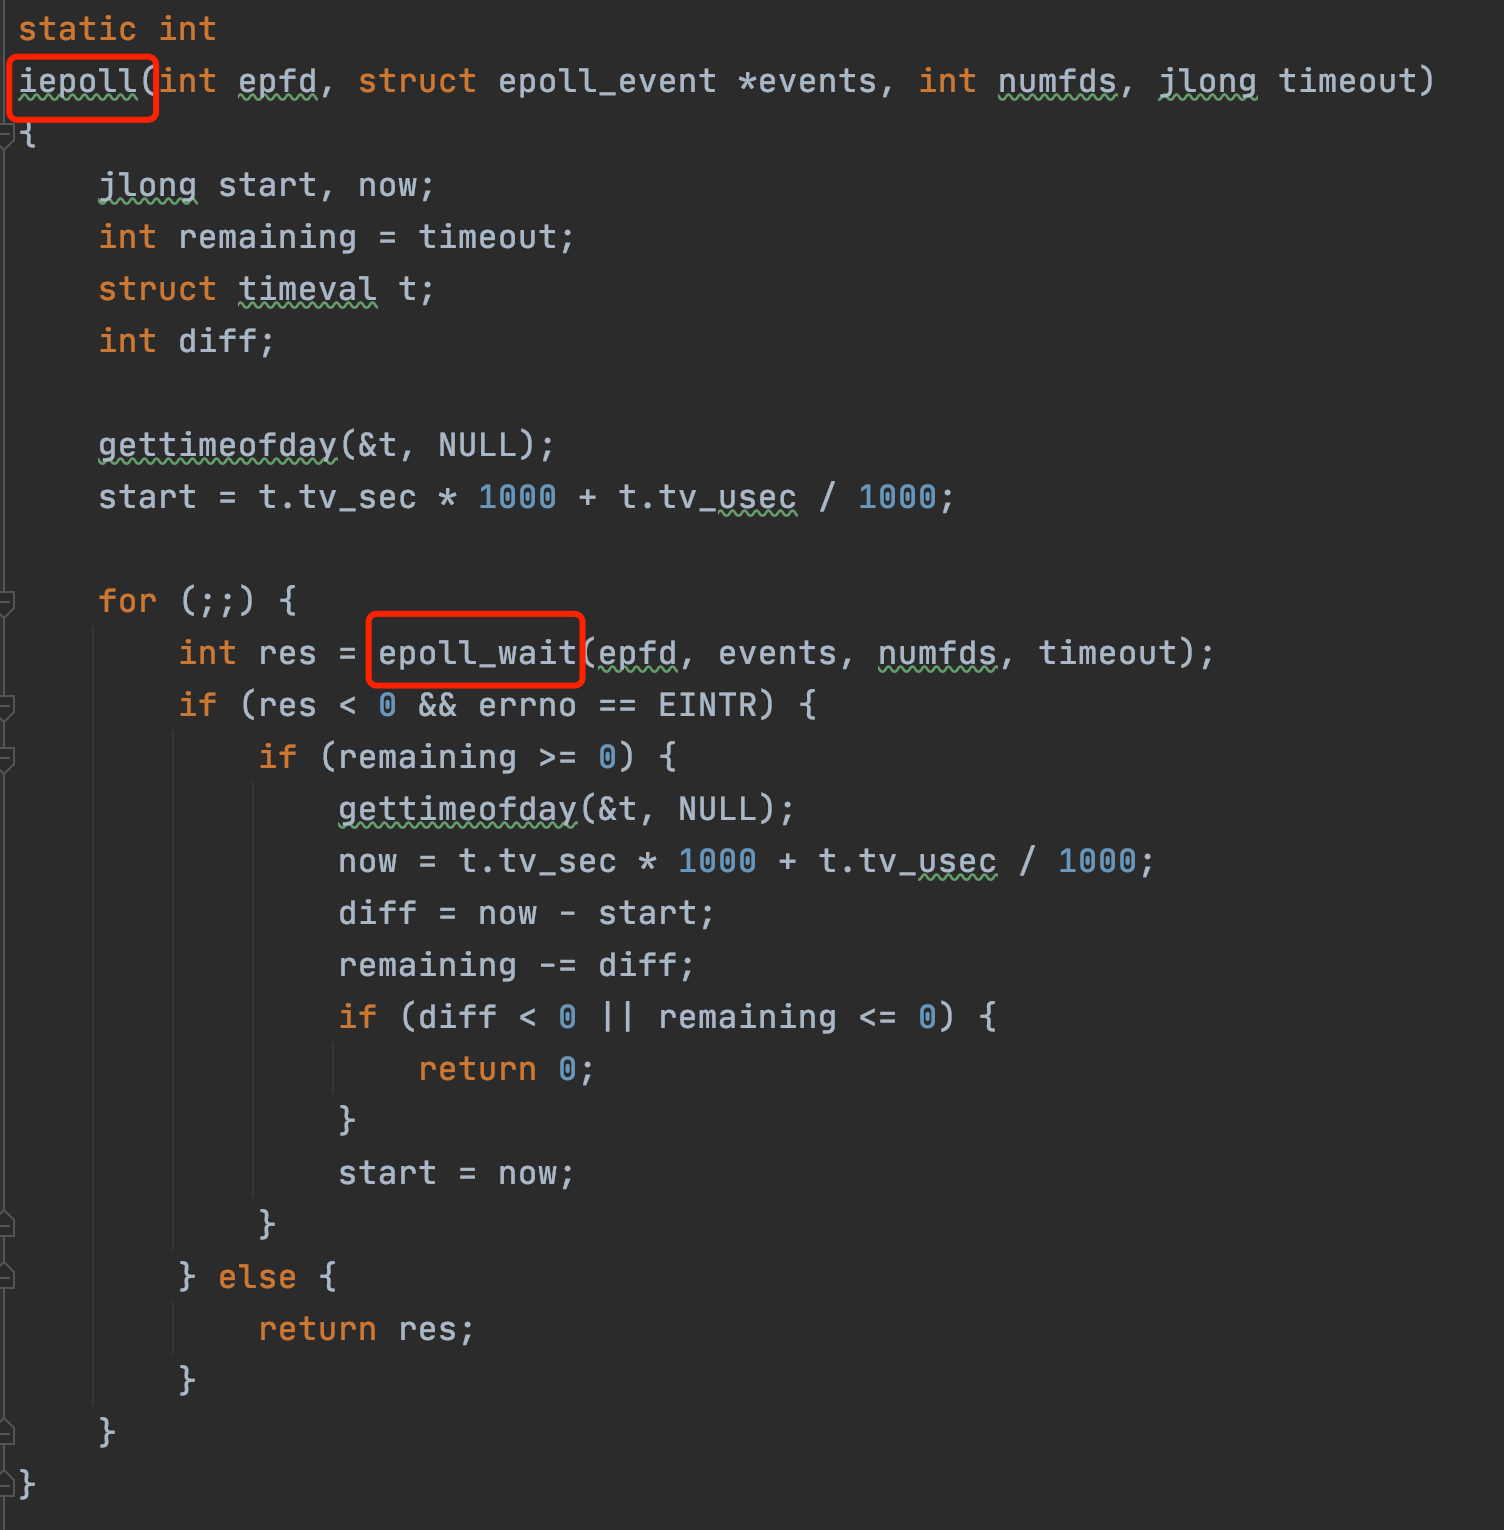 static int
iepoll(int epfd, struct epoll_event *events, int numfds, jlong timeout)
{
    jlong start, now;
    int remaining = timeout;
    struct timeval t;
    int diff;

    gettimeofday(&t, NULL);
    start = t.tv_sec * 1000 + t.tv_usec / 1000;

    for (;;) {
        int res = epoll_wait(epfd, events, numfds, timeout);
        if (res < 0 && errno == EINTR) {
            if (remaining >= 0) {
                gettimeofday(&t, NULL);
                now = t.tv_sec * 1000 + t.tv_usec / 1000;
                diff = now - start;
                remaining -= diff;
                if (diff < 0 || remaining <= 0) {
                    return 0;
                }
                start = now;
            }
        } else {
            return res;
        }
    }
}